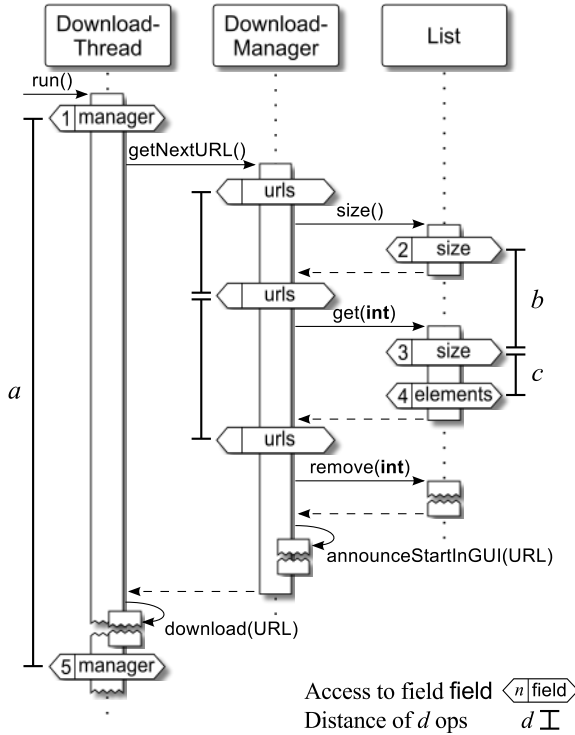 Download-
Thread
Download-
Manager
List
run()
1 manager
getNextURL()
urls
size()
2 size
b
urls
get(int)
3 size
c
4 elements
a
urls
remove(int)
announceStartInGUI(URL)
download(URL)
5 manager
Access to field field n field
Distance of d ops d